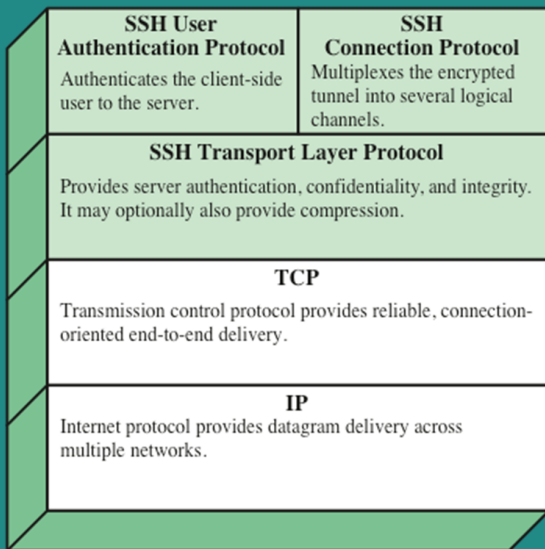 SSH User
Authentication Protocol
Authenticates the client-side
user to the server.
SSH
Connection Protocol
Multiplexes the encrypted
tunnel into several logical
channels.
SSH Transport Layer Protocol
Provides server authentication, confidentiality, and integrity.
It may optionally also provide compression.
TCP
Transmission control protocol provides reliable, connection-
oriented end-to-end delivery.
IP
Internet protocol provides datagram delivery across
multiple networks.